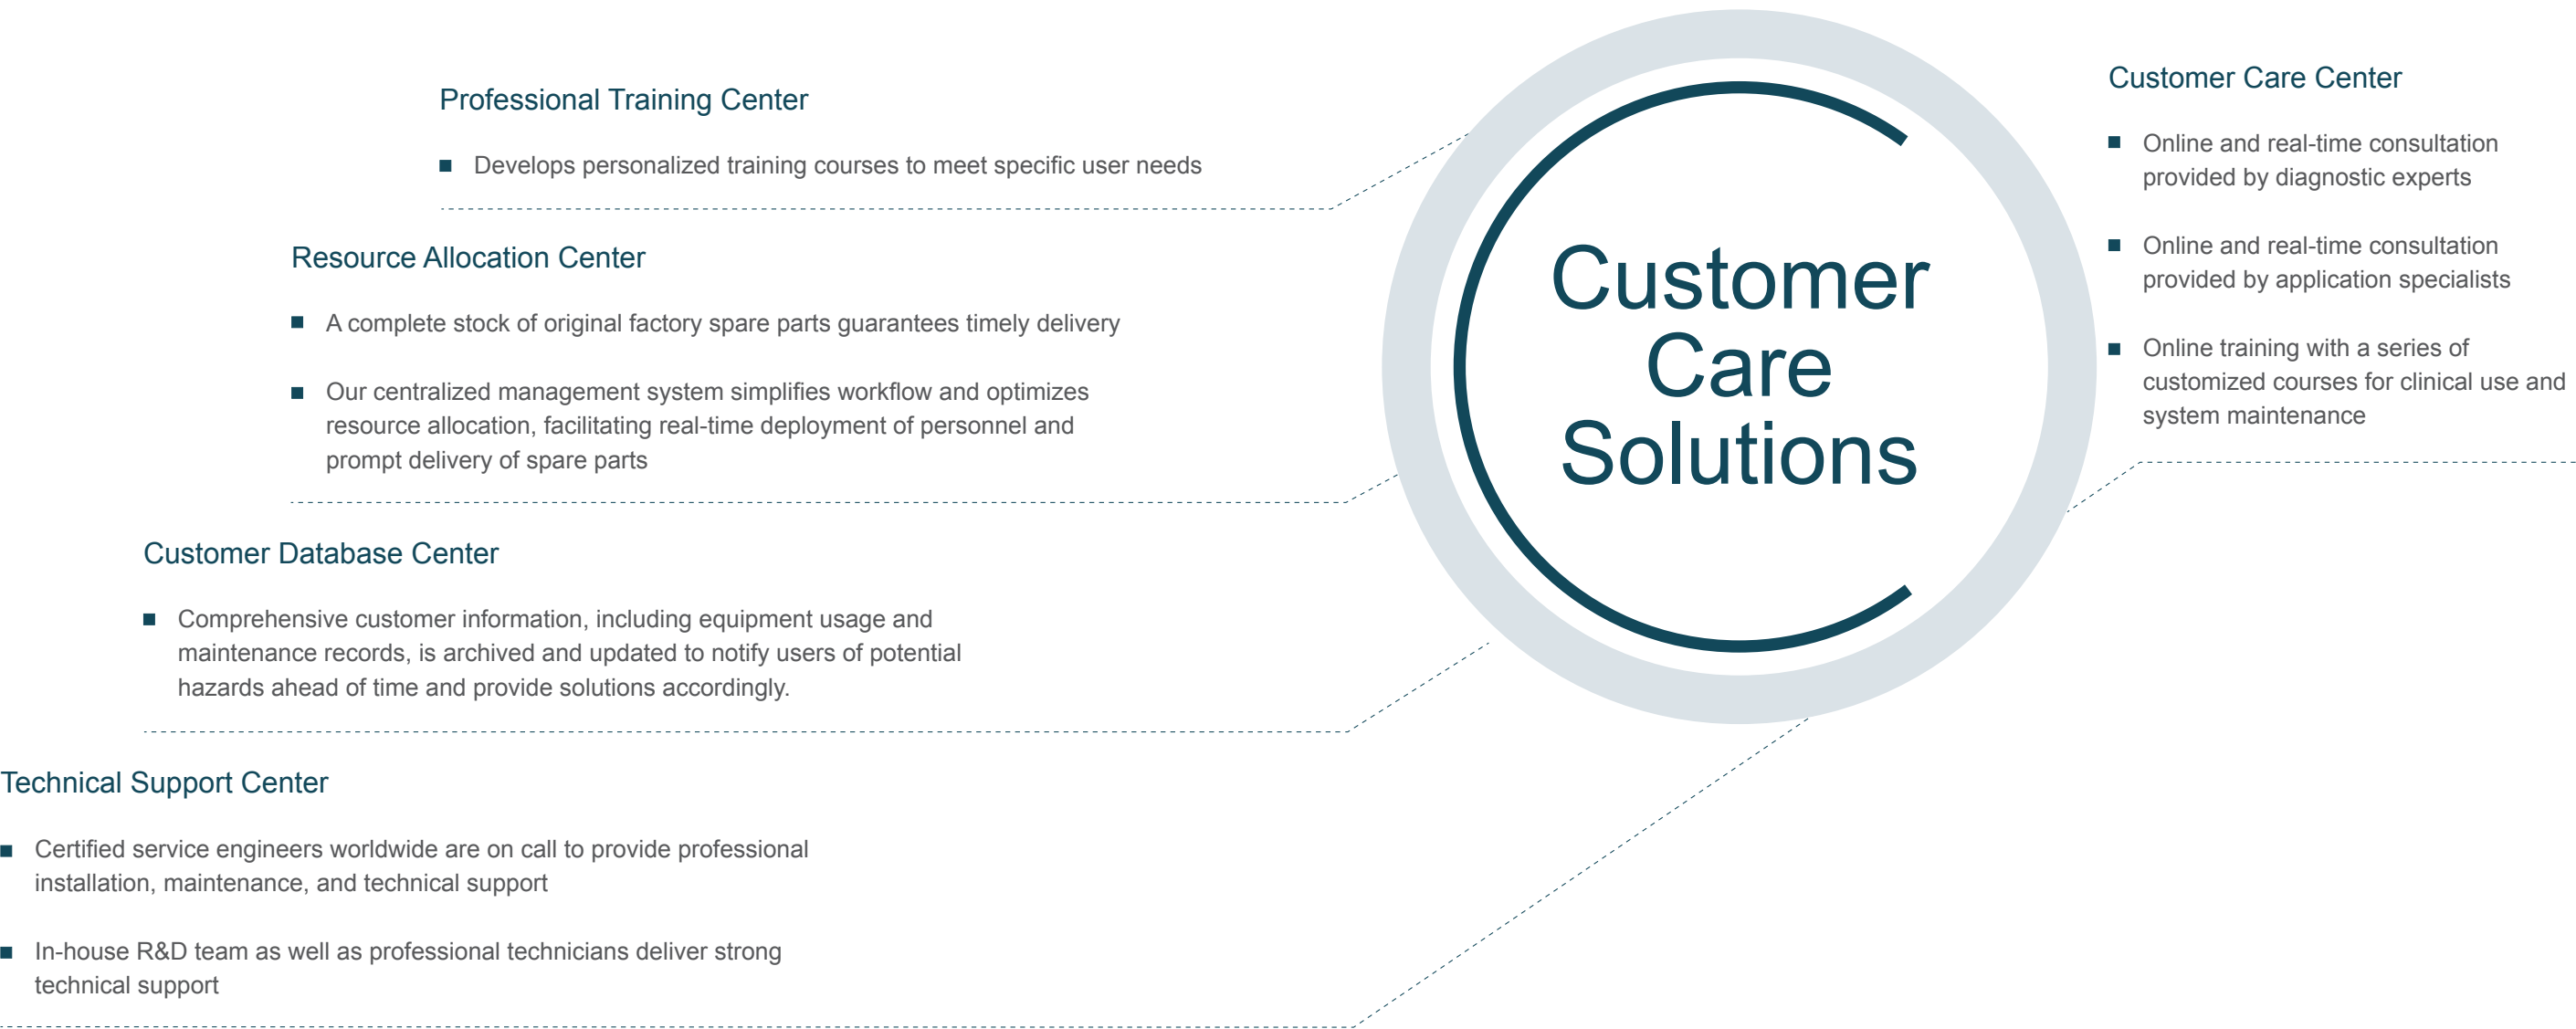 Professional Training Center
Develops personalized training courses to meet specific user needs
Resource Allocation Center
A complete stock of original factory spare parts guarantees timely delivery
Our centralized management system simplifies workflow and optimizes
resource allocation, facilitating real-time deployment of personnel and
prompt delivery of spare parts
Customer Database Center
Comprehensive customer information, including equipment usage and
maintenance records, is archived and updated to notify users of potential
hazards ahead of time and provide solutions accordingly.
Technical Support Center
Certified service engineers worldwide are on call to provide professional
installation, maintenance, and technical support
In-house R&D team as well as professional technicians deliver strong
technical support
Customer
Care
Solutions
Customer Care Center
Online and real-time consultation
provided by diagnostic experts
Online and real-time consultation
provided by application specialists
Online training with a series of
customized courses for clinical use and
system maintenance